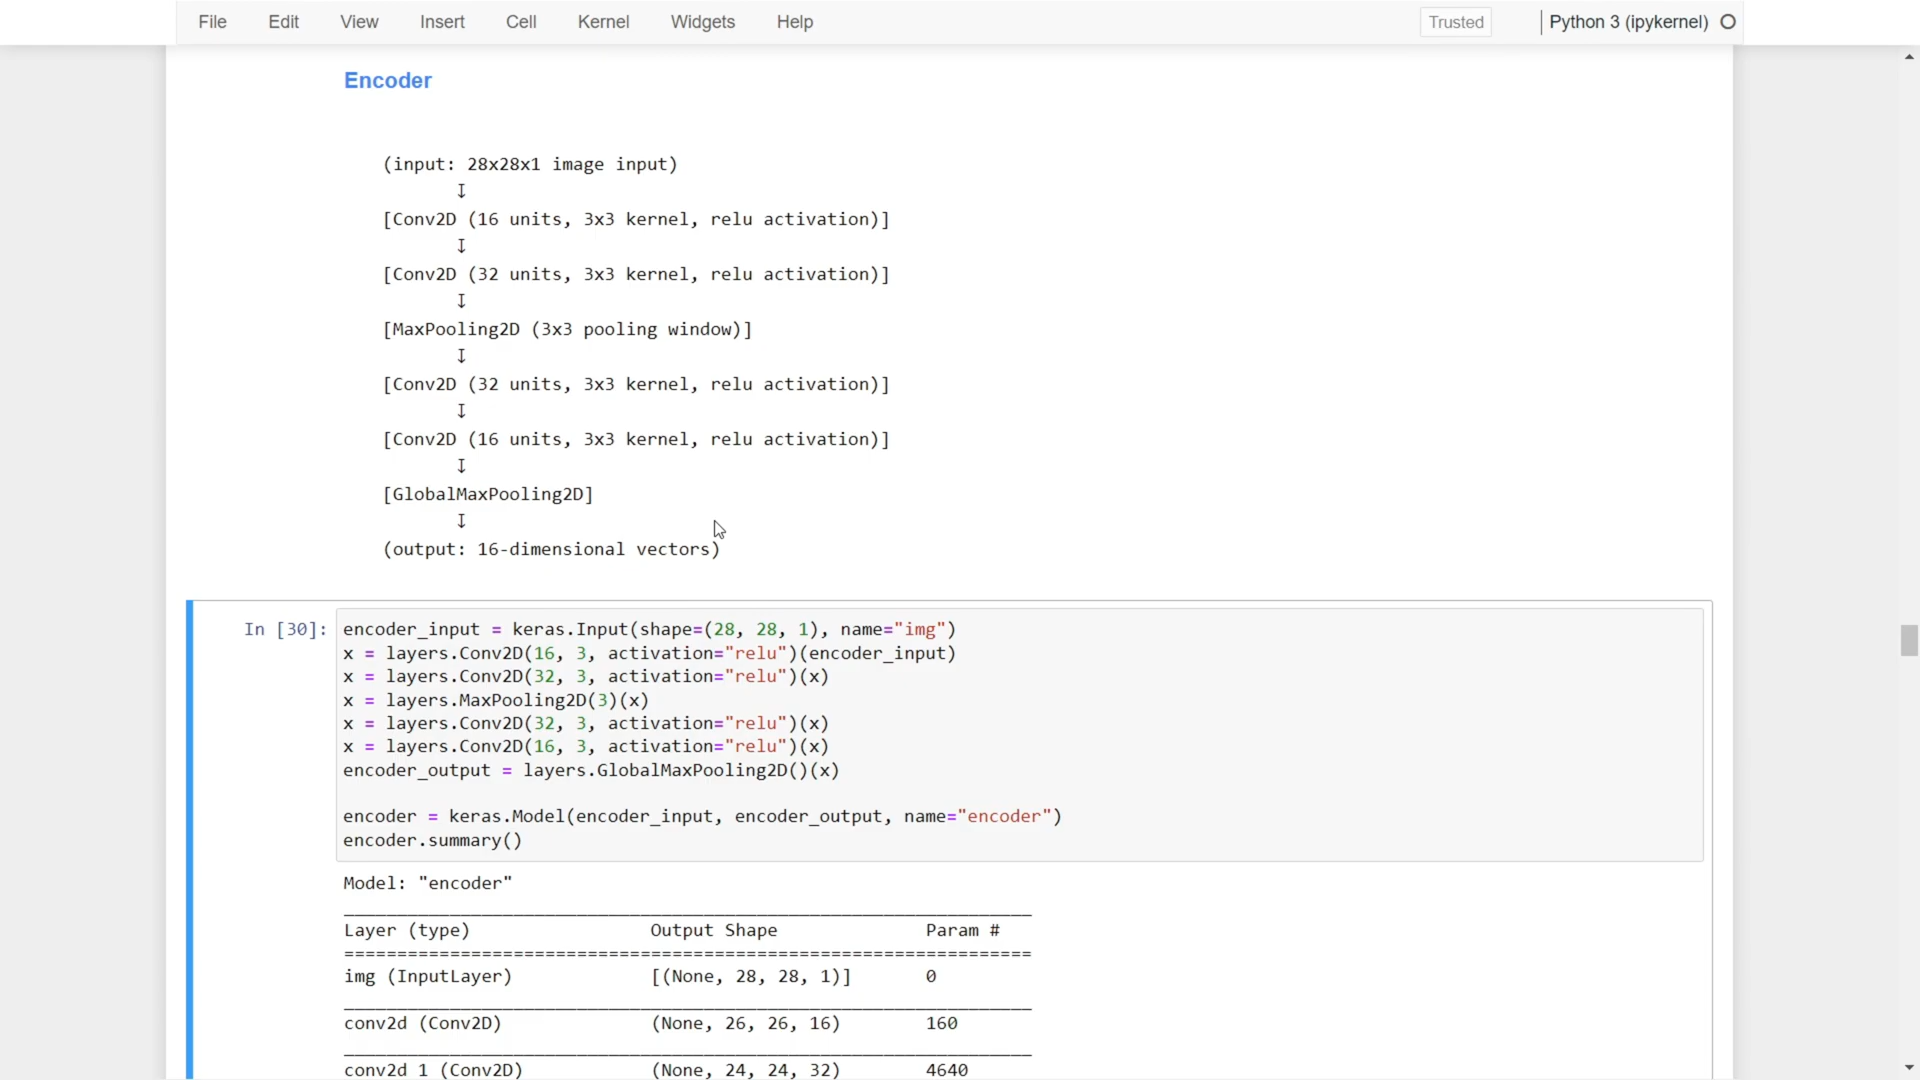 File Edit View Insert Cell Kernel Widgets Help Trusted Python 3 (ipykernel)
Encoder
(input: 28x28x1 image input)
↧
[Conv2D (16 units, 3x3 kernel, relu activation)]
↧
[Conv2D (32 units, 3x3 kernel, relu activation)]
↧
[MaxPooling2D (3x3 pooling window)]
↧
[Conv2D (32 units, 3x3 kernel, relu activation)]
↧
[Conv2D (16 units, 3x3 kernel, relu activation)]
↧
[GlobalMaxPooling2D]
↧
(output: 16-dimensional vectors)
In [30]: encoder_input = keras.Input(shape=(28, 28, 1), name="img")
x = layers.Conv2D(16, 3, activation="relu")(encoder_input)
x = layers.Conv2D(32, 3, activation="relu")(x)
x = layers.MaxPooling2D(3)(x)
x = layers.Conv2D(32, 3, activation="relu")(x)
x = layers.Conv2D(16, 3, activation="relu")(x)
encoder_output = layers.GlobalMaxPooling2D()(x)
encoder = keras.Model(encoder_input, encoder_output, name="encoder")
encoder.summary()
Model: "encoder"
_________________________________________________________________
Layer (type) Output Shape Param #
=================================================================
img (InputLayer) [(None, 28, 28, 1)] 0
_________________________________________________________________
conv2d (Conv2D) (None, 26, 26, 16) 160
_________________________________________________________________
conv2d_1 (Conv2D) (None, 24, 24, 32) 4640